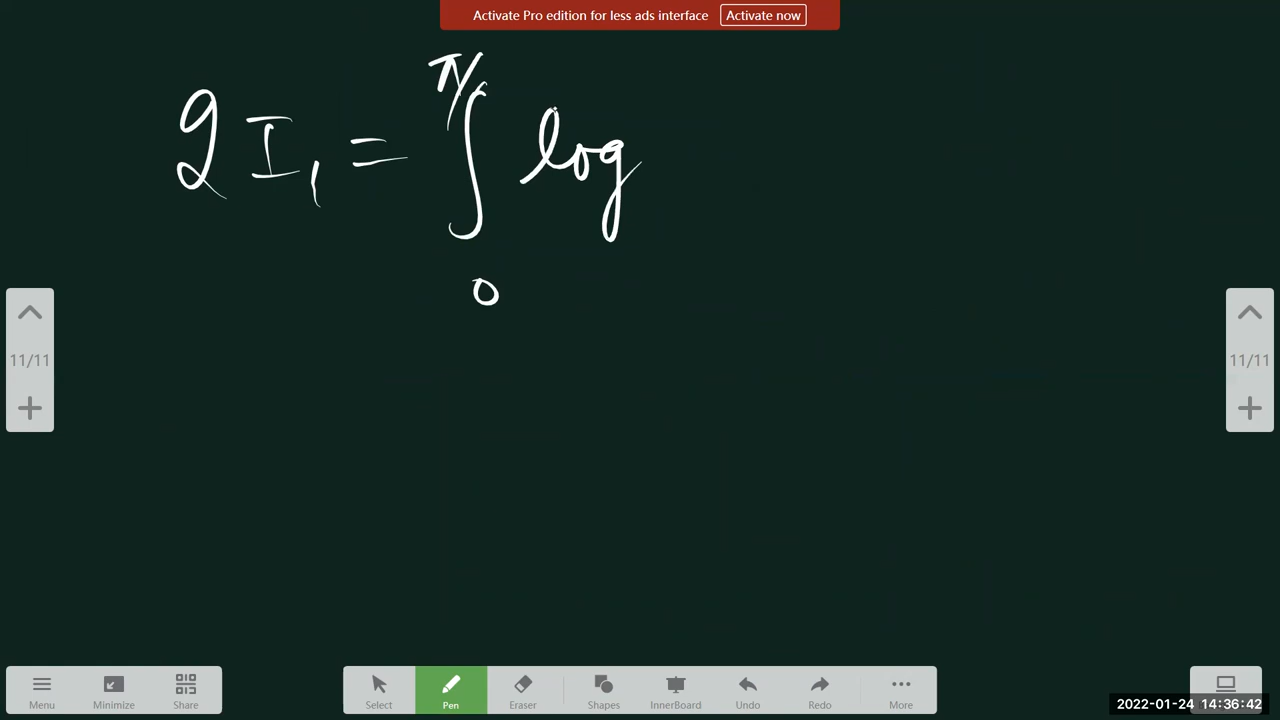 Activate Pro edition for less ads interface Activate now
2 I₁ = ∫₀^π/ log
11/11 11/11
Menu Minimize Share Select Pen Eraser Shapes InnerBoard Undo Redo More
2022-01-24 14:36:42